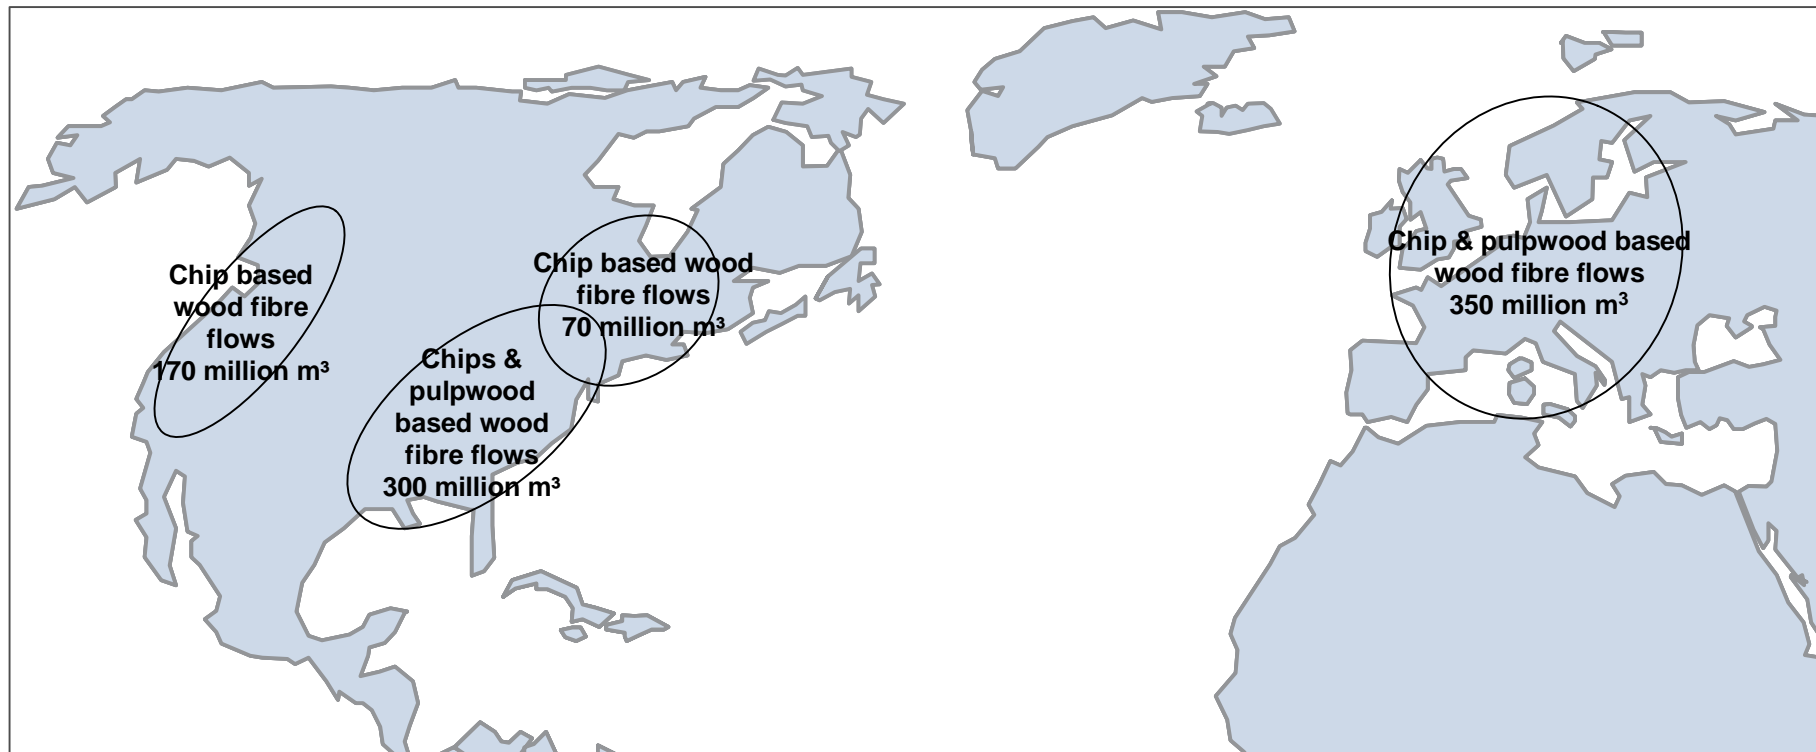 Chip based
wood fibre
flows
170 million m³
Chips &
pulpwood
based wood
fibre flows
300 million m³
Chip based wood
fibre flows
70 million m³
Chip & pulpwood based
wood fibre flows
350 million m³